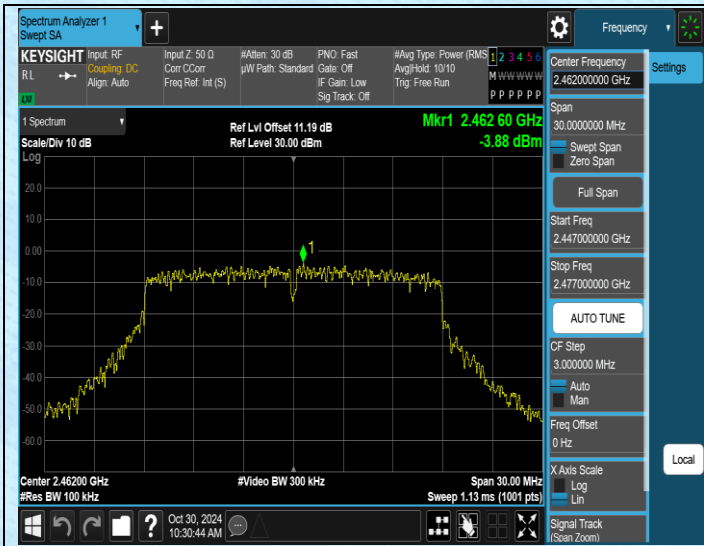 Spectrum Analyzer 1
Swept SA
+
Frequency
KEYSIGHT
RL
LXI
Input: RF
Coupling: DC
Align: Auto
Input Z: 50 Ω
Corr CCorr
Freq Ref: Int (S)
#Atten: 30 dB
µW Path: Standard
PNO: Fast
Gate: Off
IF Gain: Low
Sig Track: Off
#Avg Type: Power (RMS
Avg|Hold: 10/10
Trig: Free Run
1 2 3 4 5 6
M W W W W W
P P P P P P
1 Spectrum
Scale/Div 10 dB
Ref Lvl Offset 11.19 dB
Ref Level 30.00 dBm
Mkr1 2.462 60 GHz
-3.88 dBm
Log
20.0
10.0
0.00
-10.0
-20.0
-30.0
-40.0
-50.0
-60.0
1
Center 2.46200 GHz
#Res BW 100 kHz
#Video BW 300 kHz
Span 30.00 MHz
Sweep 1.13 ms (1001 pts)
?
Oct 30, 2024
10:30:44 AM
Center Frequency
2.462000000 GHz
Span
30.0000000 MHz
Swept Span
Zero Span
Full Span
Start Freq
2.447000000 GHz
Stop Freq
2.477000000 GHz
AUTO TUNE
CF Step
3.000000 MHz
Auto
Man
Freq Offset
0 Hz
X Axis Scale
Log
Lin
Signal Track
(Span Zoom)
Settings
Local